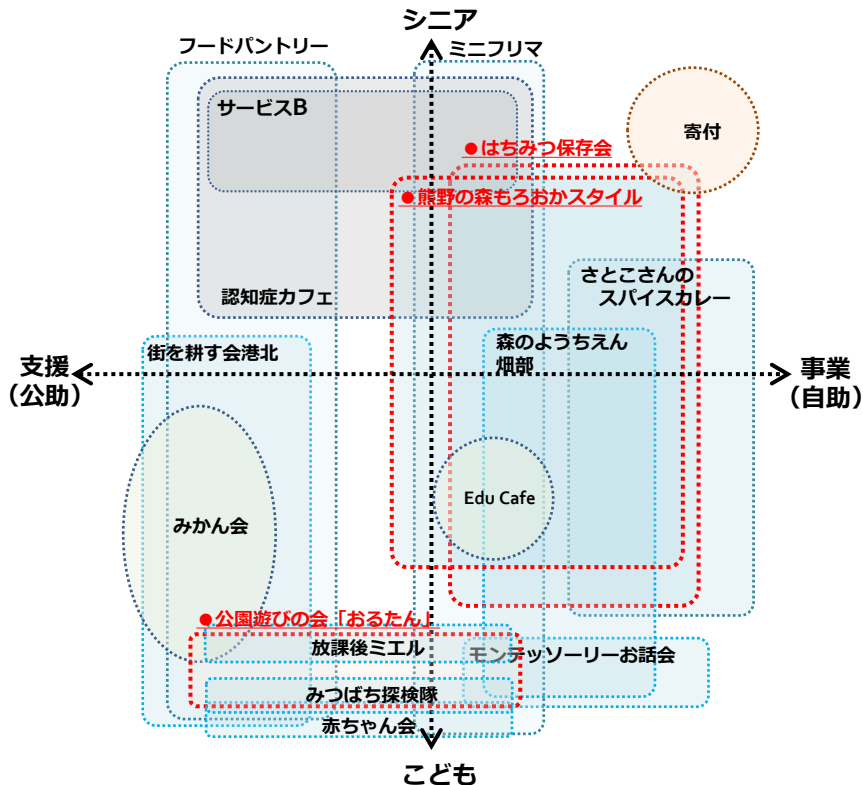 シニア
フードパントリー
ミニフリマ
サービスB
寄付
●はちみつ保存会
●熊野の森もろおかスタイル
さとこさんの
スパイスカレー
認知症カフェ
街を耕す会港北
森のようちえん
畑部
支援
(公助)
事業
(自助)
Edu Cafe
みかん会
●公園遊びの会「おるたん」
放課後ミエル
モンテッソーリーお話会
みつばち探検隊
赤ちゃん会
こども